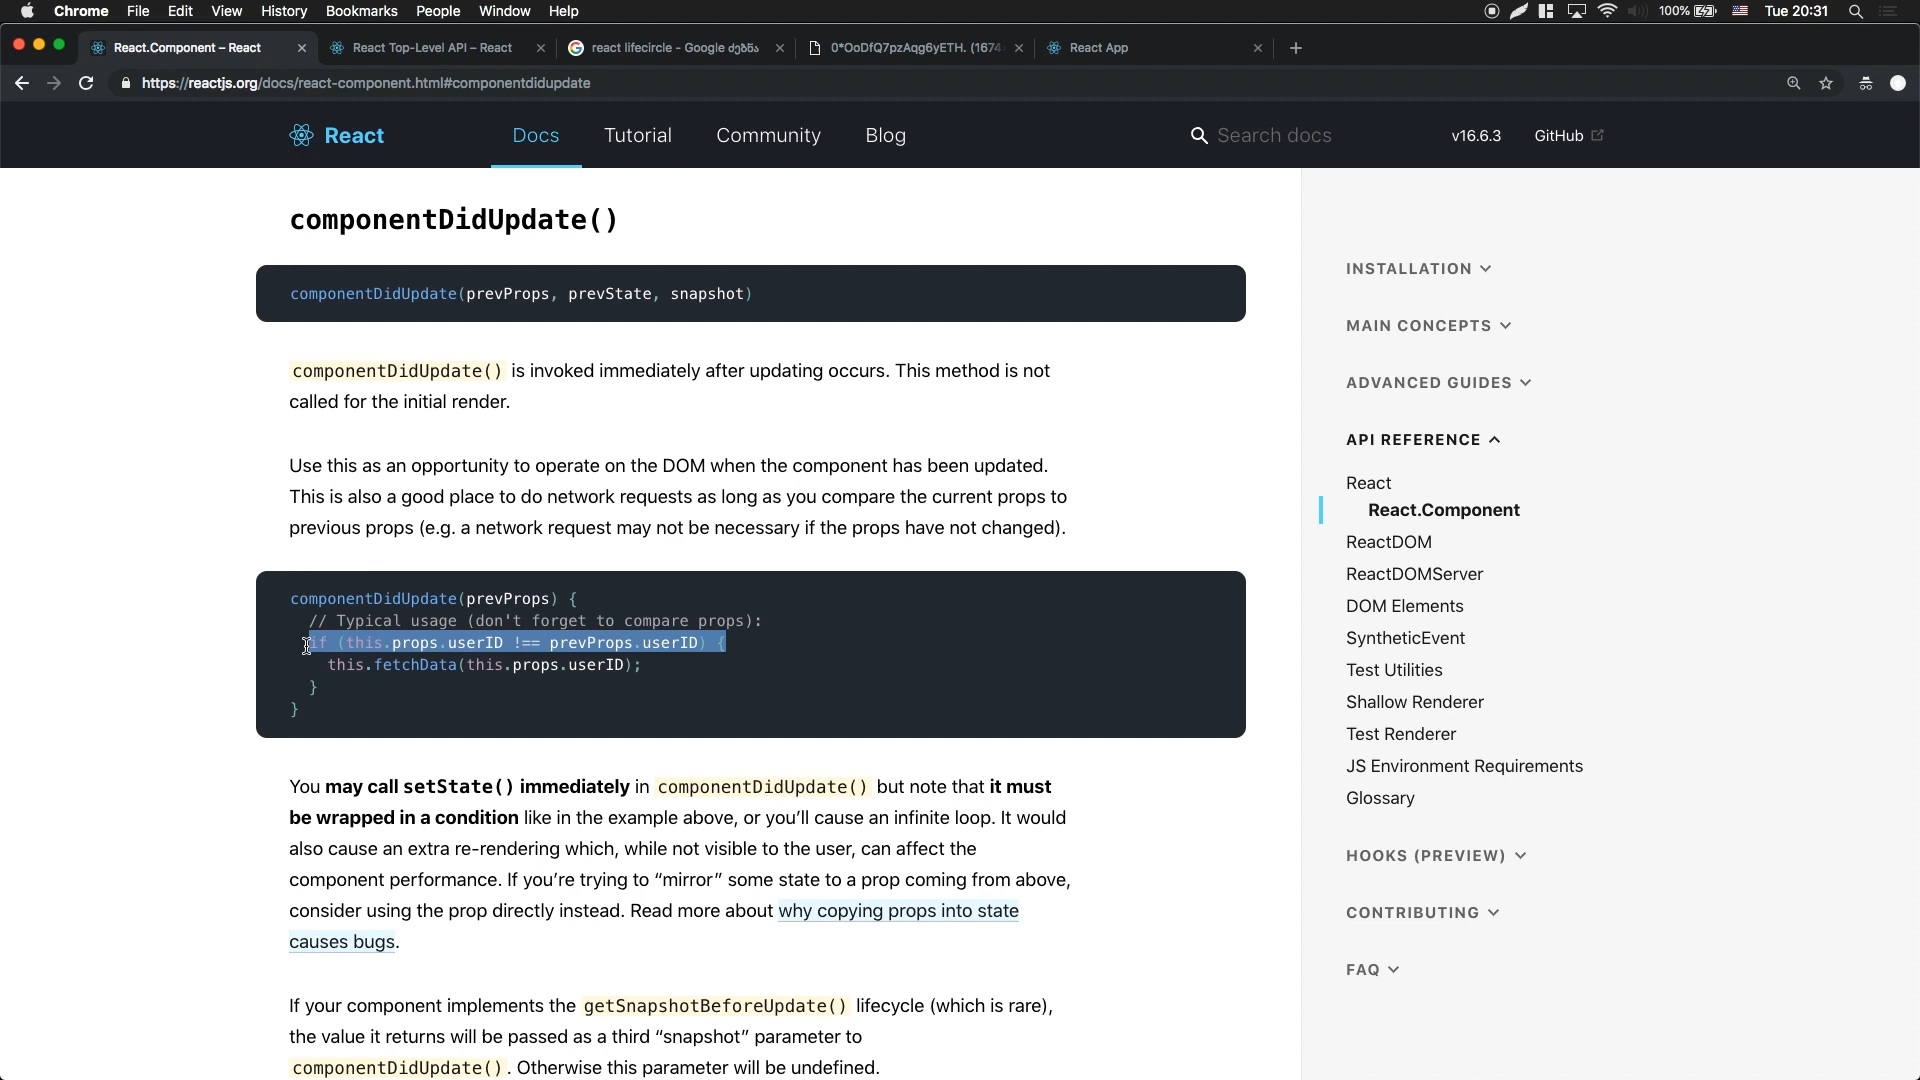 Chrome File Edit View History Bookmarks People Window Help 100% Tue 20:31
React.Component – React React Top-Level API – React react lifecircle - Google ძებნა 0*OoDfQ7pzAqg6yETH. (1674 React App
https://reactjs.org/docs/react-component.html#componentdidupdate
React Docs Tutorial Community Blog Search docs v16.6.3 GitHub
componentDidUpdate()
componentDidUpdate(prevProps, prevState, snapshot)
componentDidUpdate() is invoked immediately after updating occurs. This method is not
called for the initial render.
Use this as an opportunity to operate on the DOM when the component has been updated.
This is also a good place to do network requests as long as you compare the current props to
previous props (e.g. a network request may not be necessary if the props have not changed).
componentDidUpdate(prevProps) {
// Typical usage (don't forget to compare props):
if (this.props.userID !== prevProps.userID) {
this.fetchData(this.props.userID);
}
}
You may call setState() immediately in componentDidUpdate() but note that it must
be wrapped in a condition like in the example above, or you’ll cause an infinite loop. It would
also cause an extra re-rendering which, while not visible to the user, can affect the
component performance. If you’re trying to “mirror” some state to a prop coming from above,
consider using the prop directly instead. Read more about why copying props into state
causes bugs.
If your component implements the getSnapshotBeforeUpdate() lifecycle (which is rare),
the value it returns will be passed as a third “snapshot” parameter to
componentDidUpdate(). Otherwise this parameter will be undefined.
INSTALLATION
MAIN CONCEPTS
ADVANCED GUIDES
API REFERENCE
React
React.Component
ReactDOM
ReactDOMServer
DOM Elements
SyntheticEvent
Test Utilities
Shallow Renderer
Test Renderer
JS Environment Requirements
Glossary
HOOKS (PREVIEW)
CONTRIBUTING
FAQ